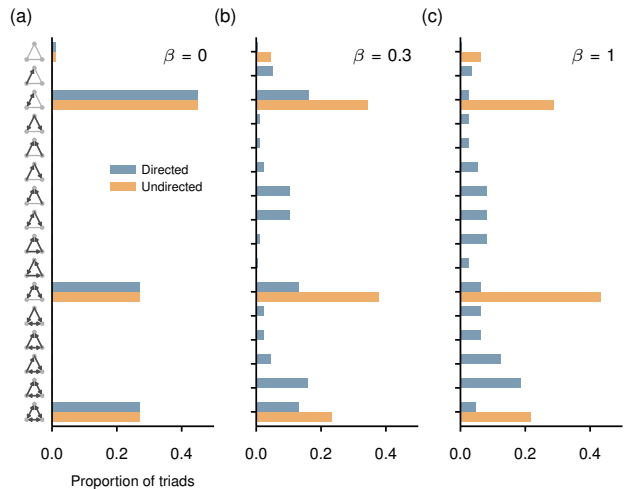 (a)
(b)
(c)
β = 0
β = 0.3
β = 1
Directed
Undirected
0.0 0.2 0.4
0.0 0.2 0.4
0.0 0.2 0.4
Proportion of triads